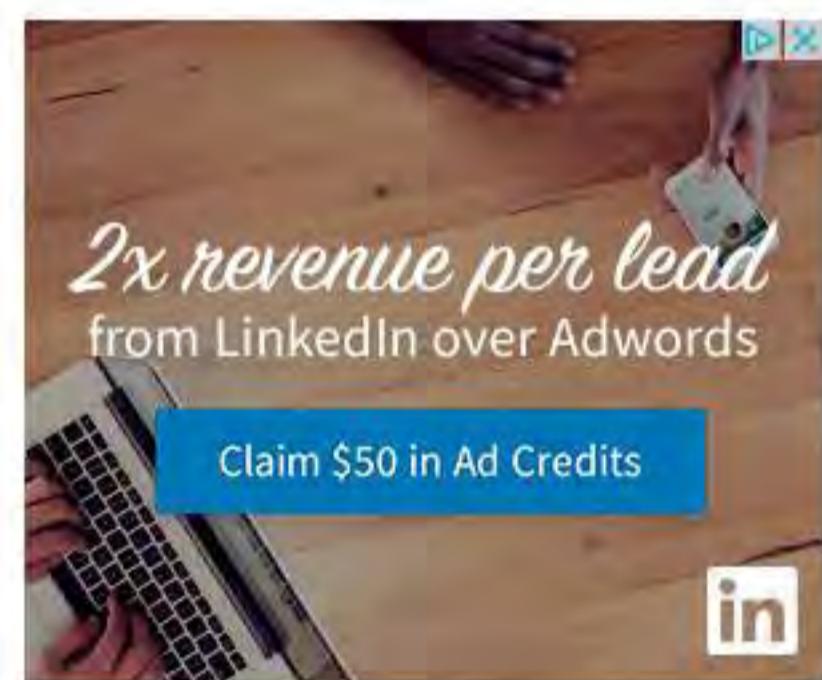 2x revenue per lead
from LinkedIn over Adwords
Claim $50 in Ad Credits
in